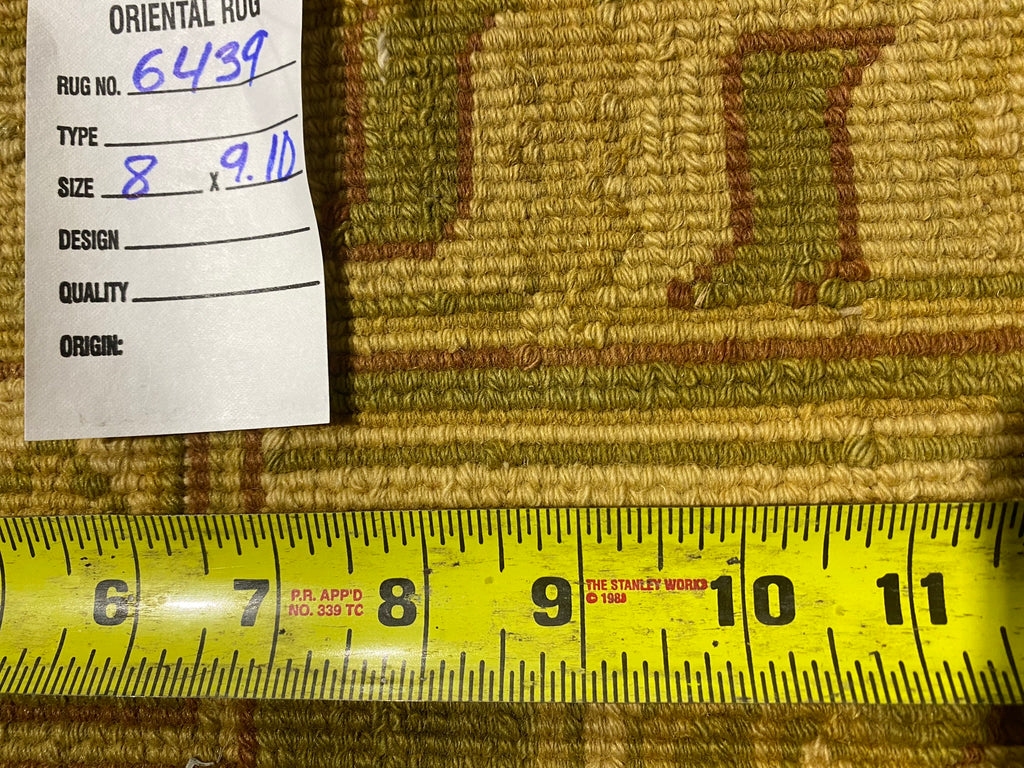 ORIENTAL RUG
RUG NO. 6439
TYPE
SIZE 8 X 9.10
DESIGN
QUALITY
ORIGIN:
6 7 8 9 10 11
P.R. APP'D
NO. 339 TC
THE STANLEY WORKS
© 1988